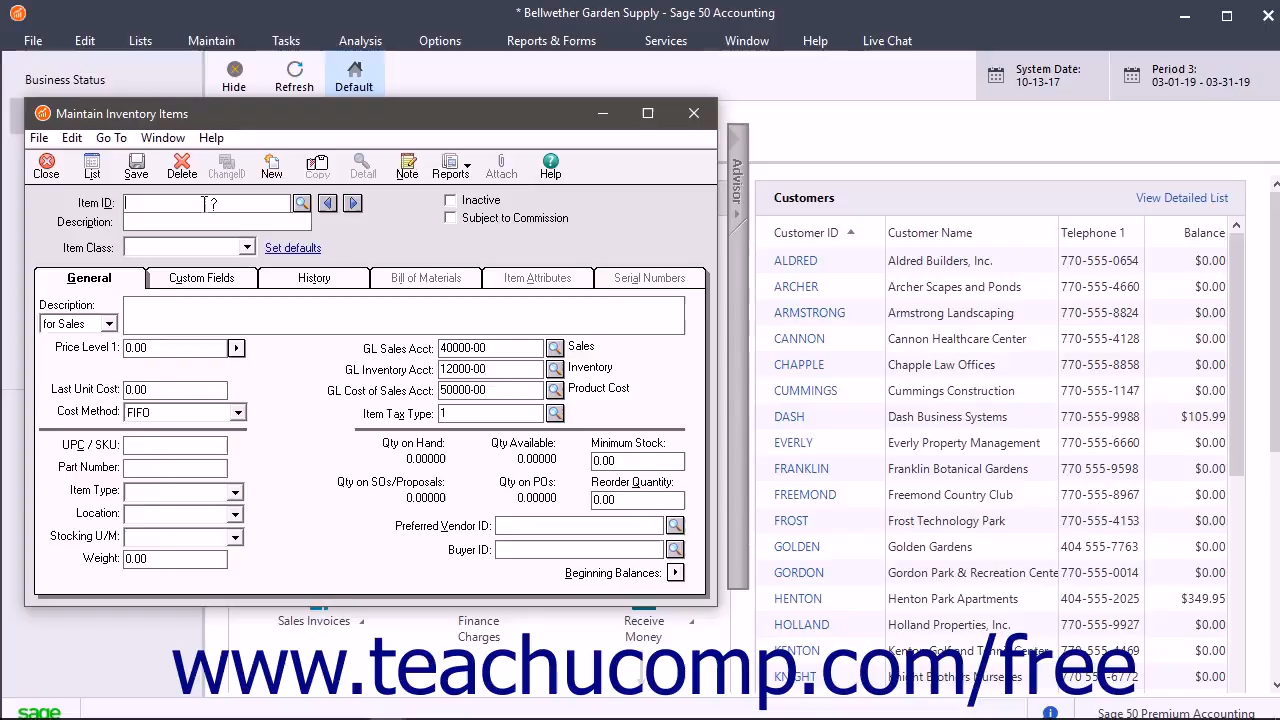 * Bellwether Garden Supply - Sage 50 Accounting
File Edit Lists Maintain Tasks Analysis Options Reports & Forms Services Window Help Live Chat
Business Status
Hide Refresh Default
System Date:
10-13-17
Period 3:
03-01-19 - 03-31-19
Maintain Inventory Items
File Edit Go To Window Help
Close List Save Delete ChangeID New Copy Detail Note Reports Attach Help
Item ID: ?
Inactive
Description:
Subject to Commission
Item Class: Set defaults
General Custom Fields History Bill of Materials Item Attributes Serial Numbers
Description:
for Sales
Price Level 1: 0.00
GL Sales Acct: 40000-00 Sales
GL Inventory Acct: 12000-00 Inventory
Last Unit Cost: 0.00
GL Cost of Sales Acct: 50000-00 Product Cost
Cost Method: FIFO
Item Tax Type: 1
UPC / SKU:
Qty on Hand: Qty Available: Minimum Stock:
0.00000 0.00000 0.00
Part Number:
Qty on SOs/Proposals: Qty on POs: Reorder Quantity:
0.00000 0.00000 0.00
Item Type:
Location:
Preferred Vendor ID:
Stocking U/M:
Buyer ID:
Weight: 0.00
Beginning Balances:
Advisor
Customers View Detailed List
Customer ID Customer Name Telephone 1 Balance
ALDRED Aldred Builders, Inc. 770-555-0654 $0.00
ARCHER Archer Scapes and Ponds 770-555-4660 $0.00
ARMSTRONG Armstrong Landscaping 770-555-8824 $0.00
CANNON Cannon Healthcare Center 770-555-4128 $0.00
CHAPPLE Chapple Law Offices 770-555-8858 $0.00
CUMMINGS Cummings Construction 770-555-1147 $0.00
DASH Dash Business Systems 770-555-9988 $105.99
EVERLY Everly Property Management 770-555-6660 $0.00
FRANKLIN Franklin Botanical Gardens 770 555-9598 $0.00
FREEMOND Freemond Country Club 770-555-8967 $0.00
FROST Frost Technology Park 770-555-4153 $0.00
GOLDEN Golden Gardens 404 555-7763 $0.00
GORDON Gordon Park & Recreation Cente 770-555-0014 $0.00
HENTON Henton Park Apartments 404-555-2025 $349.95
HOLLAND Holland Properties, Inc. 770-555-9927 $0.00
KENTON Kenton Golf and Tennis Center $0.00
KNIGHT Knight Brothers Nurseries 770-555-6772 $0.00
Sales Invoices
Finance
Charges
Receive
Money
www.teachucomp.com/free
sage
Sage 50 Premium Accounting